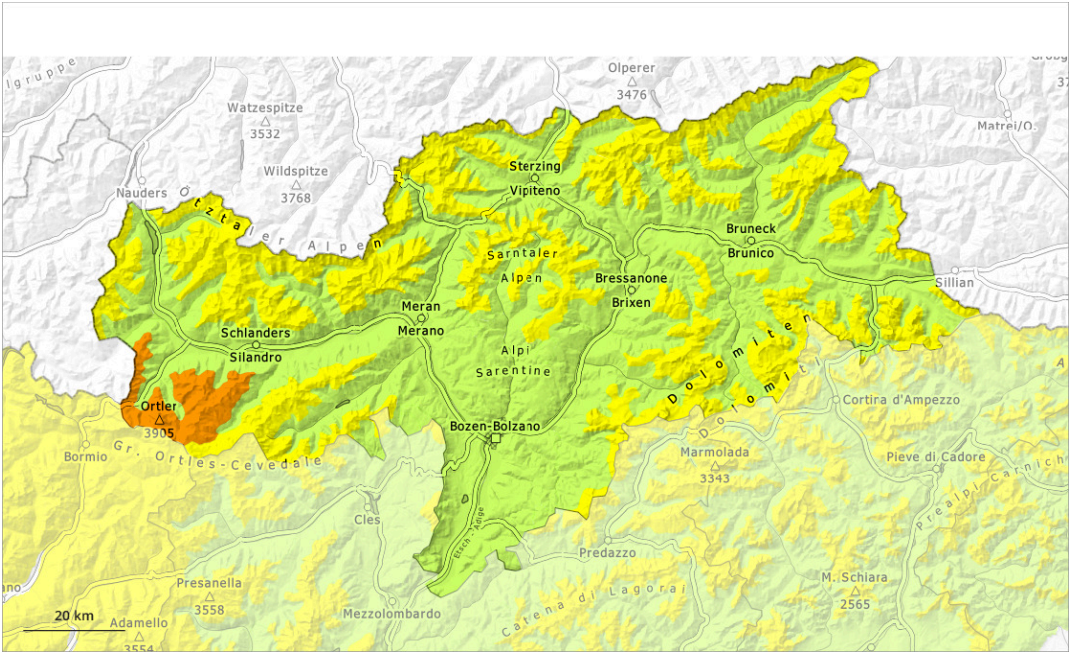 Olperer
3476
Watzespitze
3532
Matrei/O.
Sterzing
Vipiteno
Wildspitze
3768
Nauders
Ötztaler Alpen
Bruneck
Brunico
Sarntaler
Alpen
Bressanone
Brixen
Sillian
Meran
Merano
Schlanders
Silandro
Alpi
Sarentine
Dolomiten
Dolomiti
Ortler
3905
Cortina d'Ampezzo
Bozen-Bolzano
Gr. Ortles-Cevedale
Bormio
Marmolada
3343
Pieve di Cadore
Prealpi Carnich
Cles
Etsch - Adige
Predazzo
Presanella
3558
M. Schiara
2565
Catena di Lagorai
Mezzolombardo
20 km
Adamello
3554